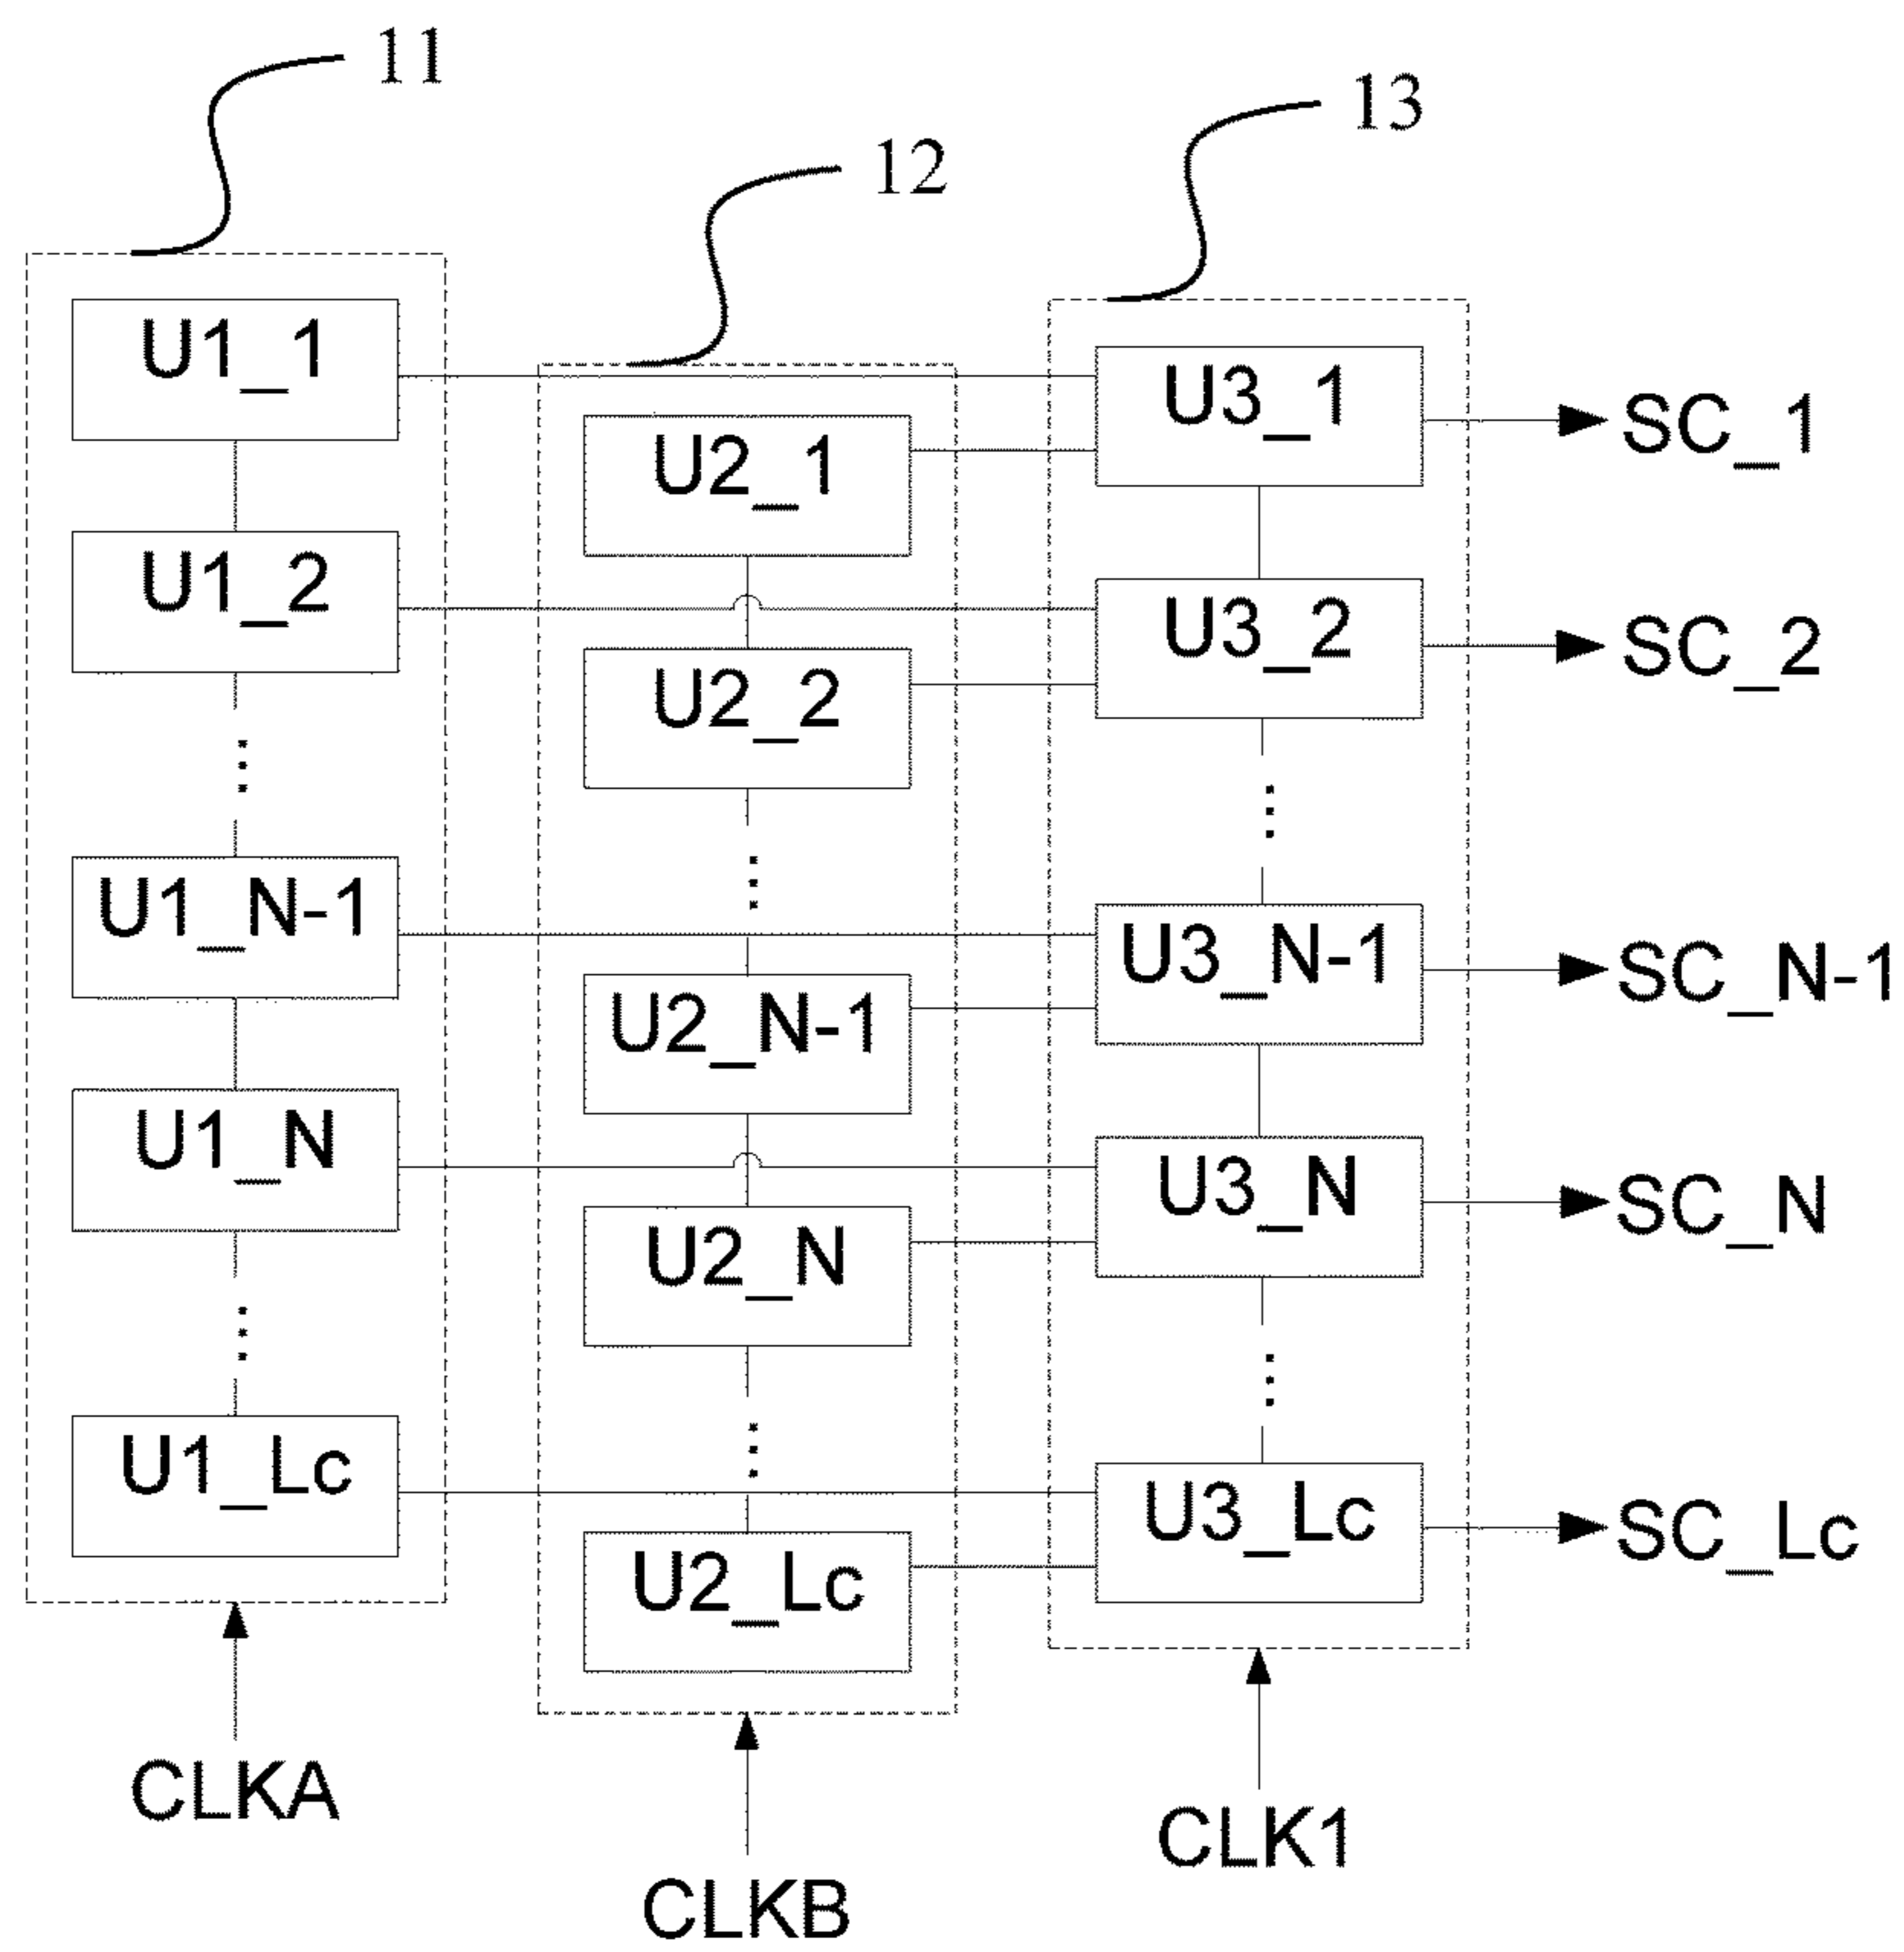 11
12
13
U1_1
U1_2
U1_N-1
U1_N
U1_Lc
CLKA
U2_1
U2_2
U2_N-1
U2_N
U2_Lc
CLKB
U3_1
U3_2
U3_N-1
U3_N
U3_Lc
CLK1
SC_1
SC_2
SC_N-1
SC_N
SC_Lc